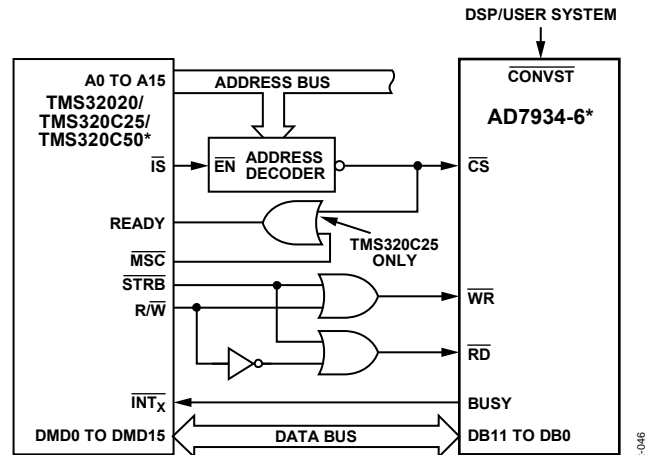 DSP/USER SYSTEM
A0 TO A15
ADDRESS BUS
CONVST
TMS32020/
TMS320C25/
TMS320C50*
AD7934-6*
IS
EN ADDRESS
DECODER
CS
READY
TMS320C25
ONLY
MSC
STRB
R/W
WR
RD
INTX
BUSY
DMD0 TO DMD15
DATA BUS
DB11 TO DB0
-046